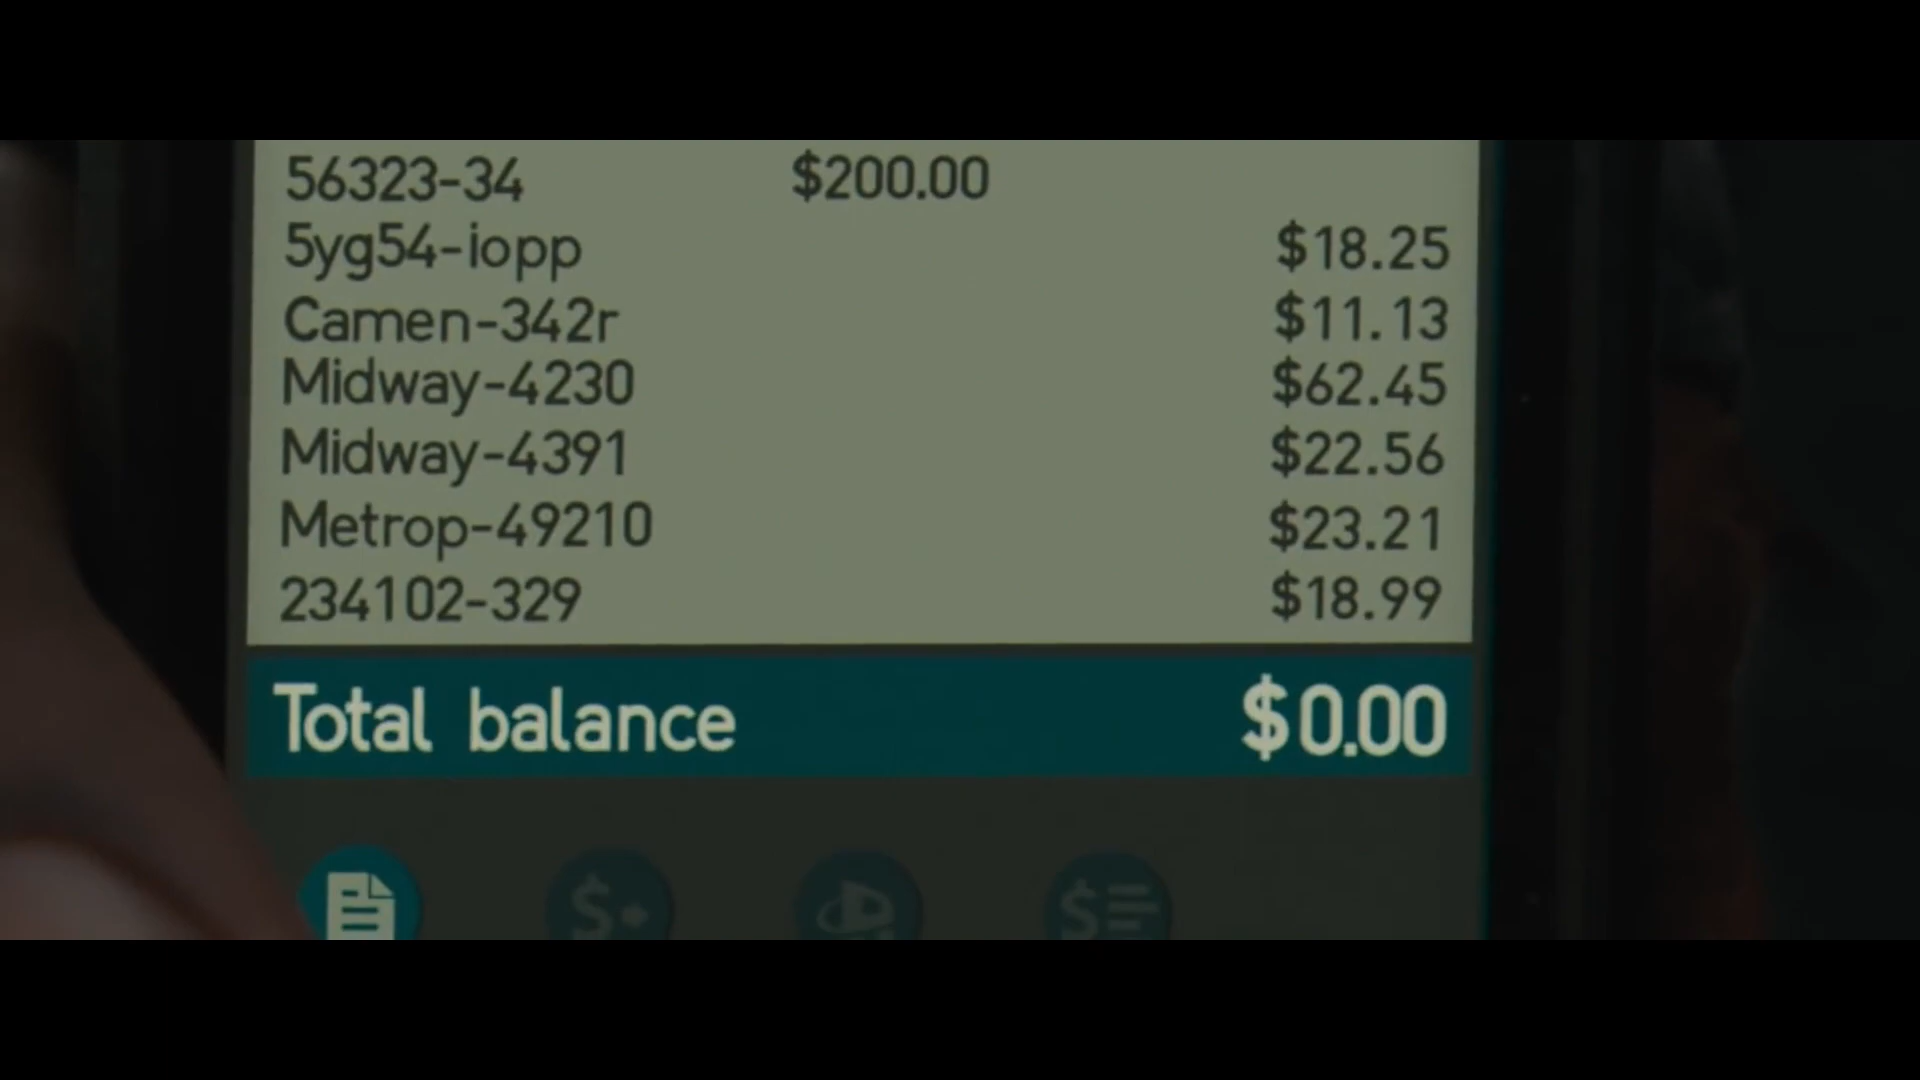 56323-34 $200.00
5yg54-iopp $18.25
Camen-342r $11.13
Midway-4230 $62.45
Midway-4391 $22.56
Metrop-49210 $23.21
234102-329 $18.99
Total balance $0.00